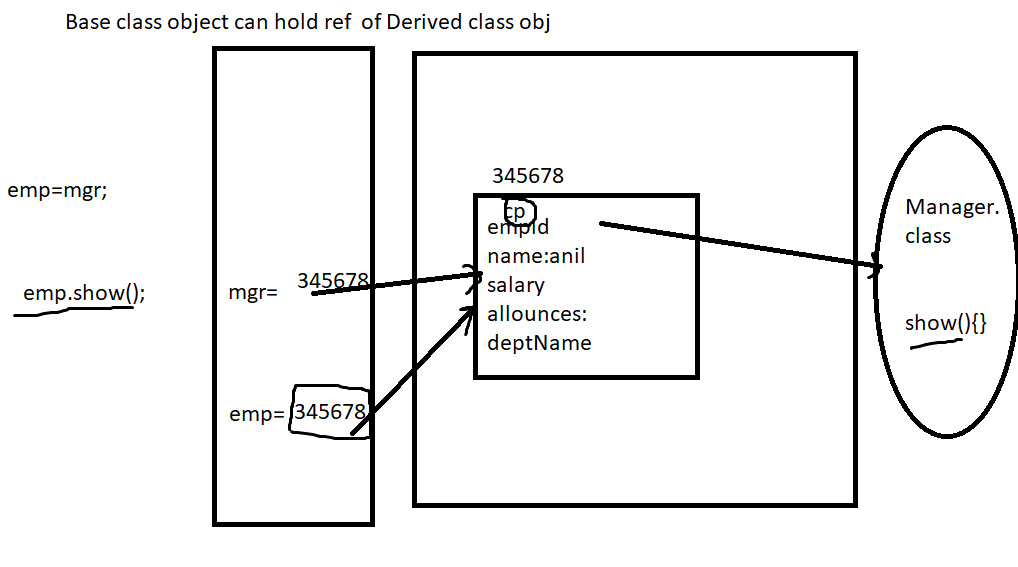 Base class object can hold ref of Derived class obj
emp=mgr;
emp.show();
mgr= 345678
emp= 345678
345678
cp
empId
name:anil
salary
allounces:
deptName
Manager.
class
show(){}